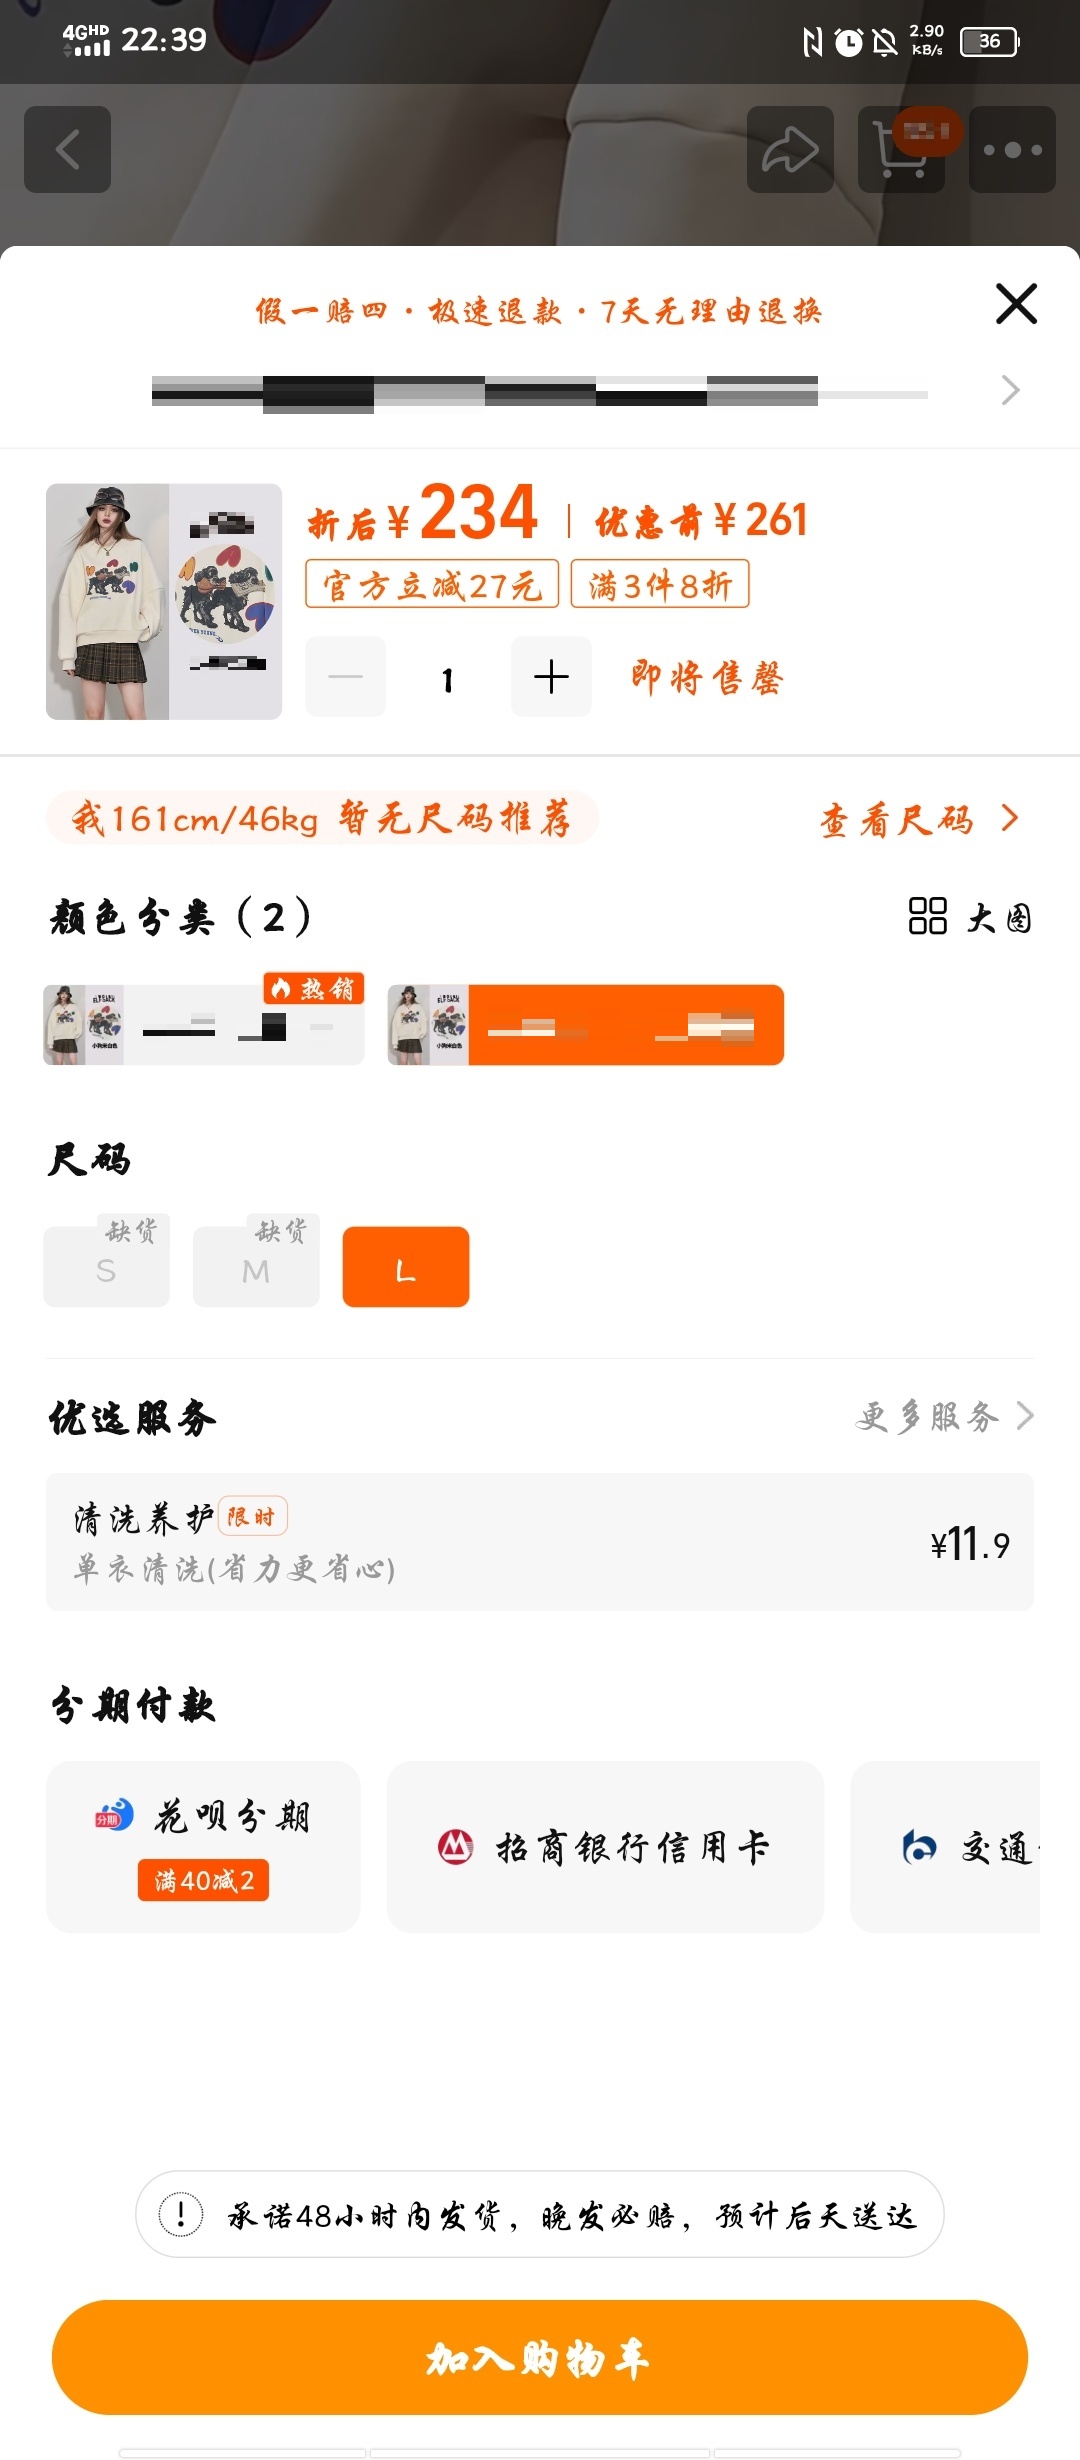 4GHD 22:39 2.90 KB/s 36
假一赔四·极速退款·7天无理由退换
折后¥234 优惠前¥261
官方立减27元 满3件8折
1 即将售罄
我161cm/46kg 暂无尺码推荐 查看尺码
颜色分类（2） 大图
热销
尺码
缺货 缺货
S M L
优选服务 更多服务
清洗养护 限时
¥11.9
单衣清洗(省力更省心)
分期付款
分期 花呗分期 招商银行信用卡 交通
满40减2
承诺48小时内发货，晚发必赔，预计后天送达
加入购物车